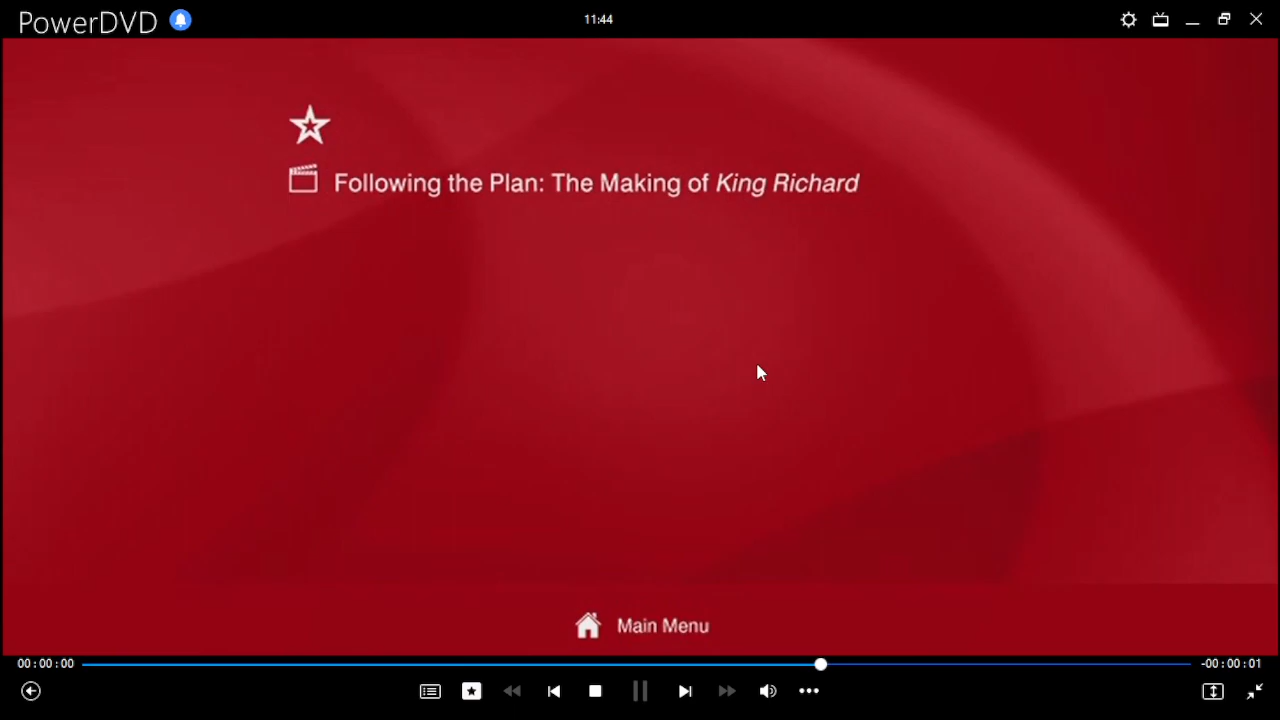 PowerDVD
11:44
Following the Plan: The Making of King Richard
Main Menu
00:00:00
-00:00:01